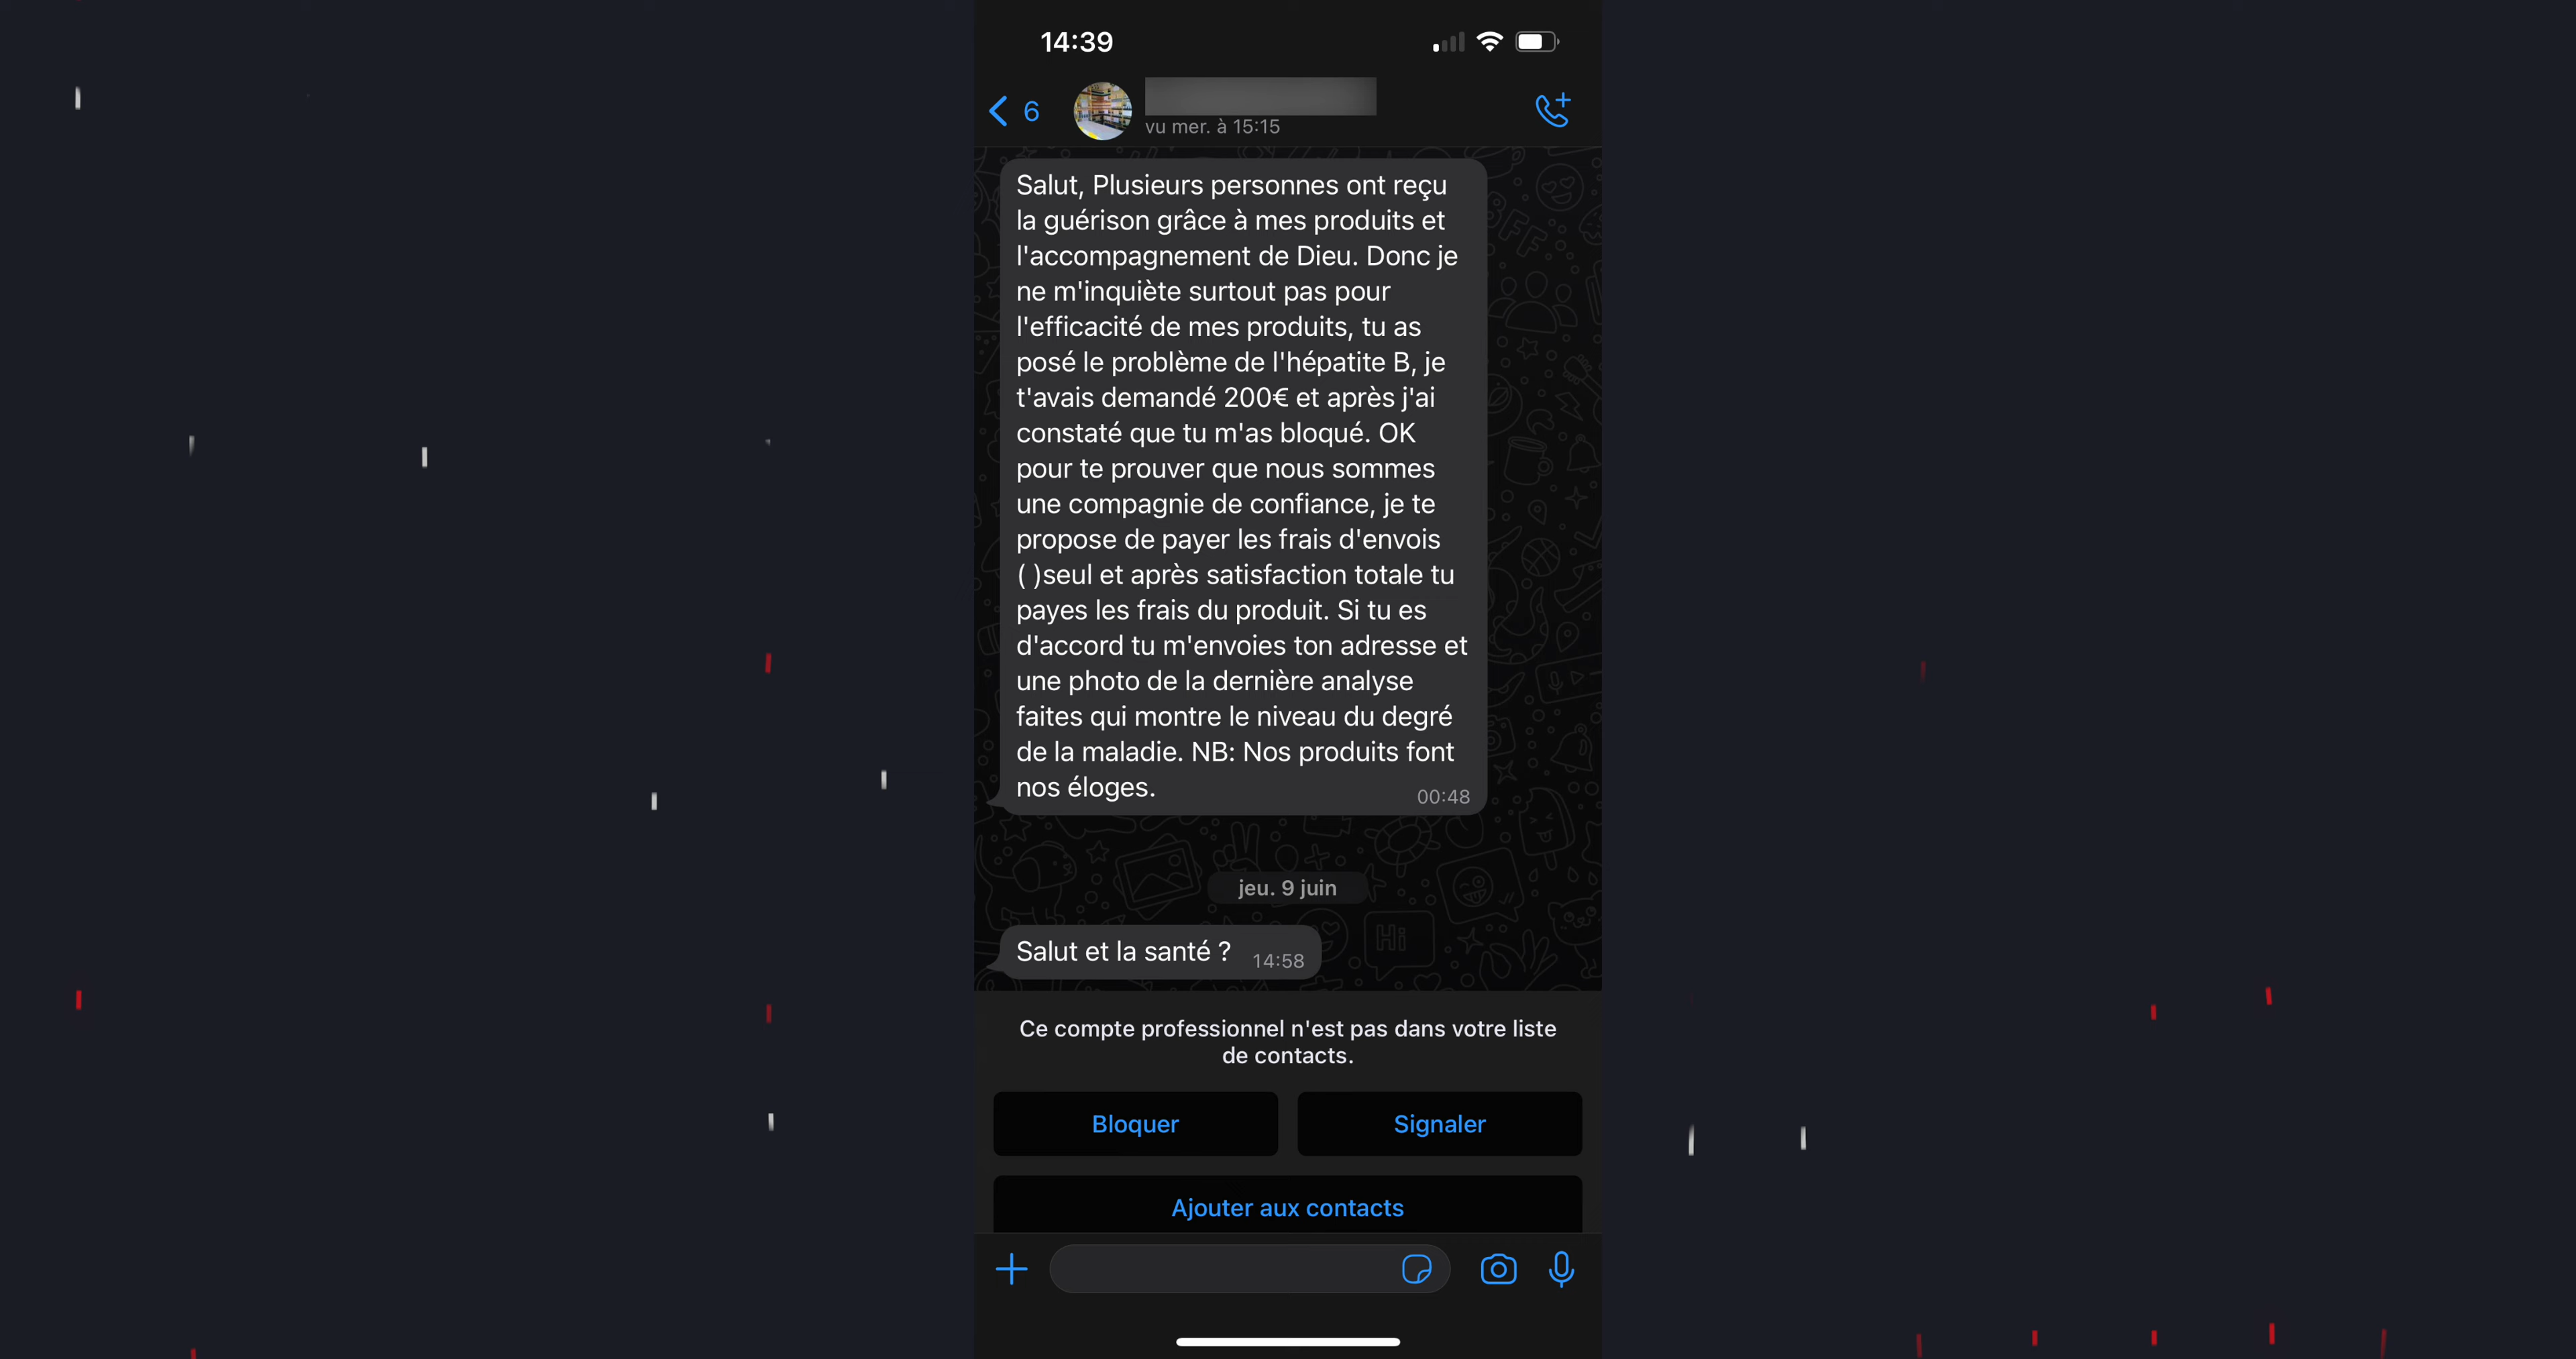 14:39
6
vu mer. à 15:15
Salut, Plusieurs personnes ont reçu
la guérison grâce à mes produits et
l'accompagnement de Dieu. Donc je
ne m'inquiète surtout pas pour
l'efficacité de mes produits, tu as
posé le problème de l'hépatite B, je
t'avais demandé 200€ et après j'ai
constaté que tu m'as bloqué. OK
pour te prouver que nous sommes
une compagnie de confiance, je te
propose de payer les frais d'envois
( )seul et après satisfaction totale tu
payes les frais du produit. Si tu es
d'accord tu m'envoies ton adresse et
une photo de la dernière analyse
faites qui montre le niveau du degré
de la maladie. NB: Nos produits font
nos éloges.
00:48
jeu. 9 juin
Salut et la santé ? 14:58
Ce compte professionnel n'est pas dans votre liste
de contacts.
Bloquer
Signaler
Ajouter aux contacts